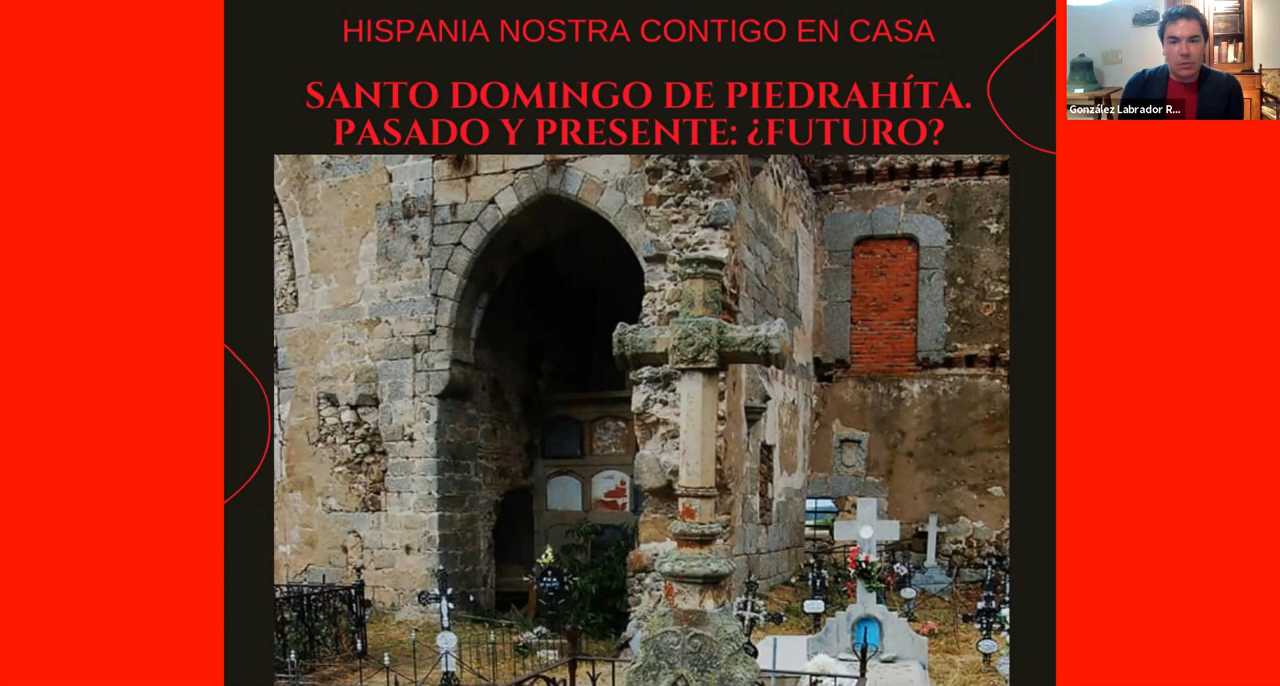 HISPANIA NOSTRA CONTIGO EN CASA
SANTO DOMINGO DE PIEDRAHÍTA.
PASADO Y PRESENTE: ¿FUTURO?
González Labrador R...